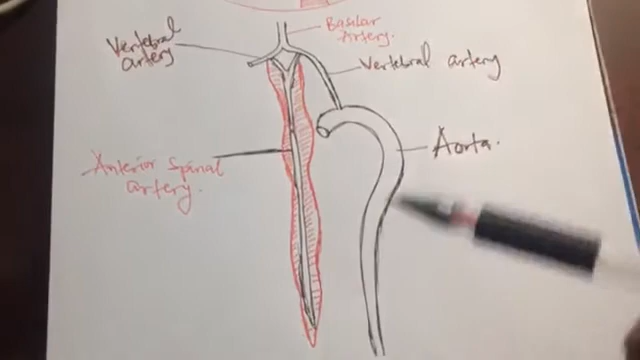 Basilar
Artery.
Vertebral
artery
Vertebral artery
Aorta.
Anterior Spinal
artery.